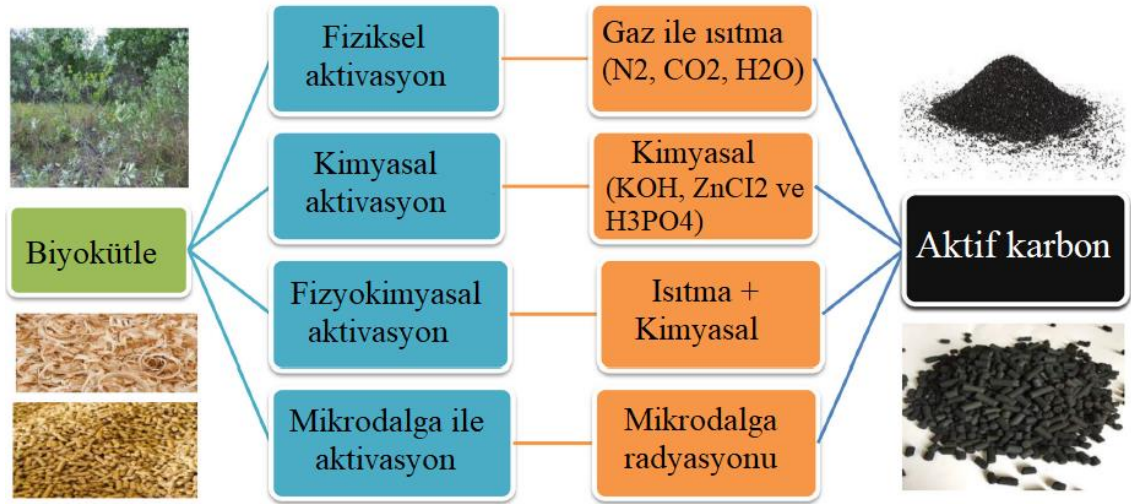 Biyokütle
Fiziksel
aktivasyon
Gaz ile ısıtma
(N2, CO2, H2O)
Kimyasal
aktivasyon
Kimyasal
(KOH, ZnCI2 ve
H3PO4)
Fizyokimyasal
aktivasyon
Isıtma +
Kimyasal
Mikrodalga ile
aktivasyon
Mikrodalga
radyasyonu
Aktif karbon